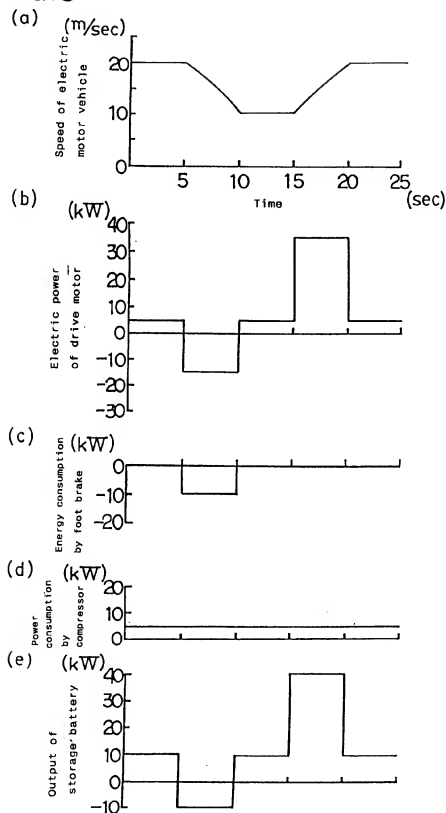 (a) (m/sec)
Speed of electric
motor vehicle
20
10
0
5 10 15 20 25
Time
(sec)
(b) (kW)
Electric power
of drive motor
40
30
20
10
0
-10
-20
-30
(c) (kW)
Energy consumption
by foot brake
0
-10
-20
(d) (kW)
Power
consumption
by
compressor
20
10
0
(e) (kW)
Output of
storage battery
40
30
20
10
0
-10